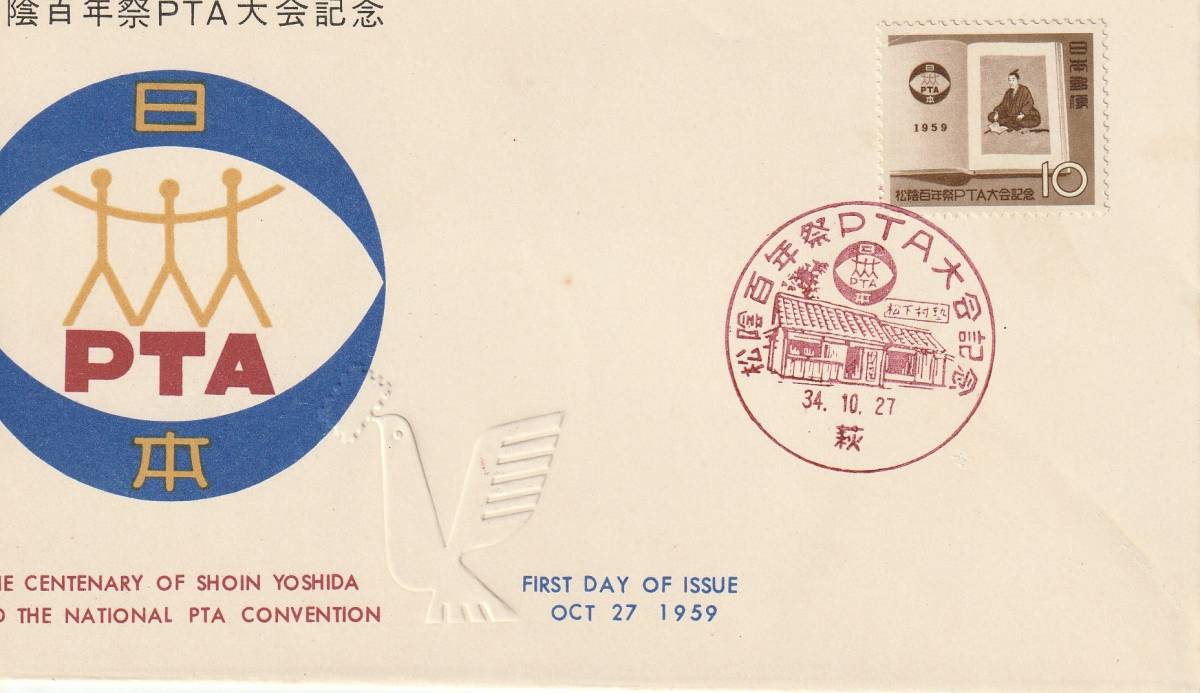 陰百年祭PTA大会記念
日
PTA
本
THE CENTENARY OF SHOIN YOSHIDA
THE NATIONAL PTA CONVENTION
FIRST DAY OF ISSUE
OCT 27 1959
日本郵便
日
PTA
本
1959
松陰百年祭PTA大会記念
10
松陰百年祭PTA大会記念
日
PTA
本
松下村塾
34.10.27
萩